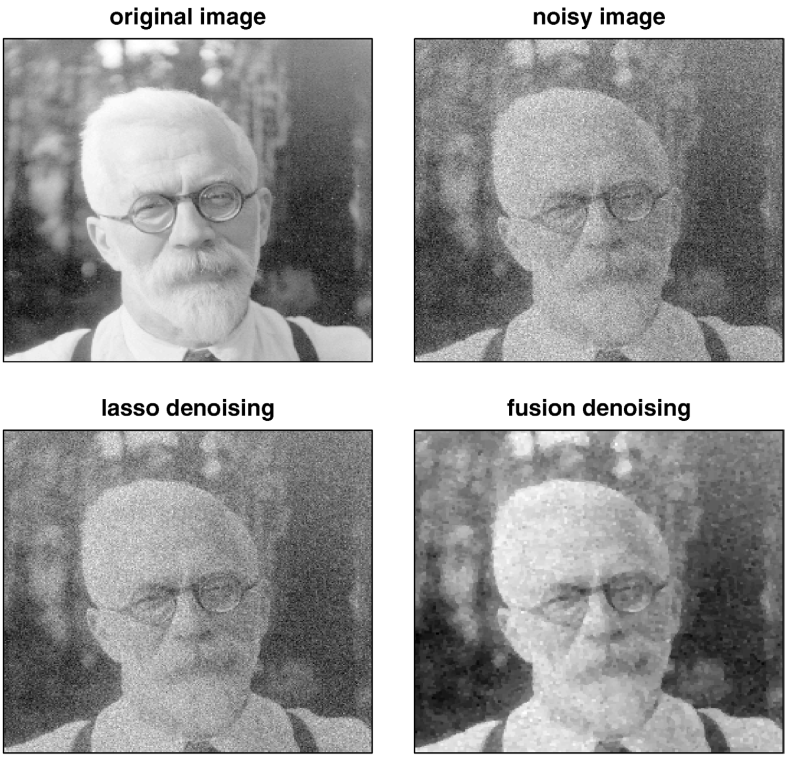 original image
noisy image
lasso denoising
fusion denoising